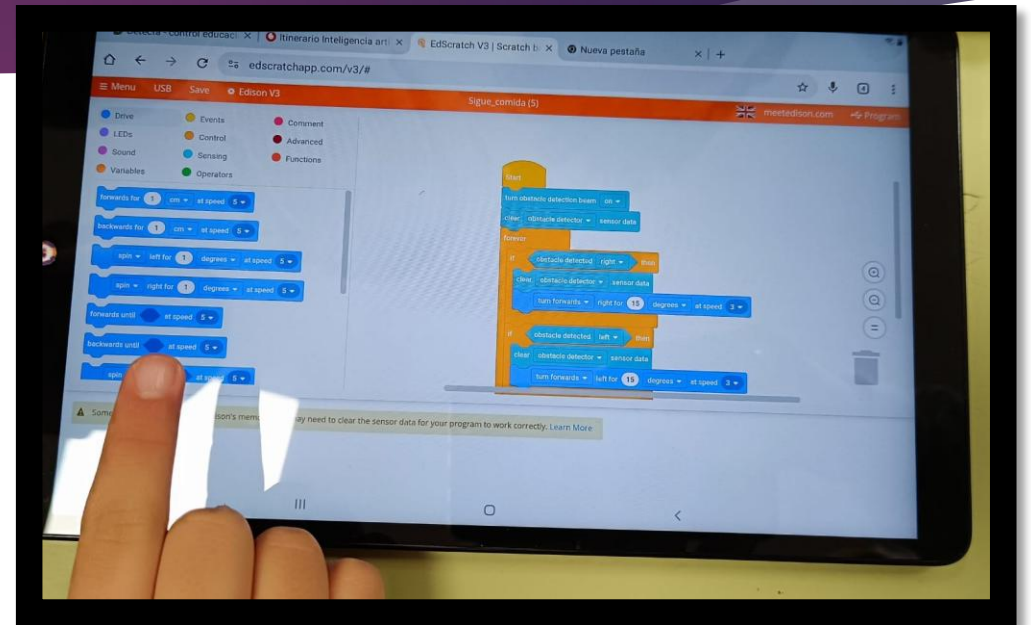 Detecta - control educaci × Itinerario Inteligencia arti × EdScratch V3 | Scratch b × Nueva pestaña × +
edscratchapp.com/v3/#
Menu USB Save Edison V3
Sigue_comida (5)
meetedison.com Program
Drive Events Comment
LEDs Control Advanced
Sound Sensing Functions
Variables Operators
forwards for 1 cm at speed 5
backwards for 1 cm at speed 5
spin left for 1 degrees at speed 5
spin right for 1 degrees at speed 5
forwards until at speed 5
backwards until at speed 5
spin at speed 5
start
turn obstacle detection beam on
clear obstacle detector sensor data
forever
if obstacle detected right then
clear obstacle detector sensor data
turn forwards right for 15 degrees at speed 3
if obstacle detected left then
clear obstacle detector sensor data
turn forwards left for 15 degrees at speed 3
ay need to clear the sensor data for your program to work correctly. Learn More